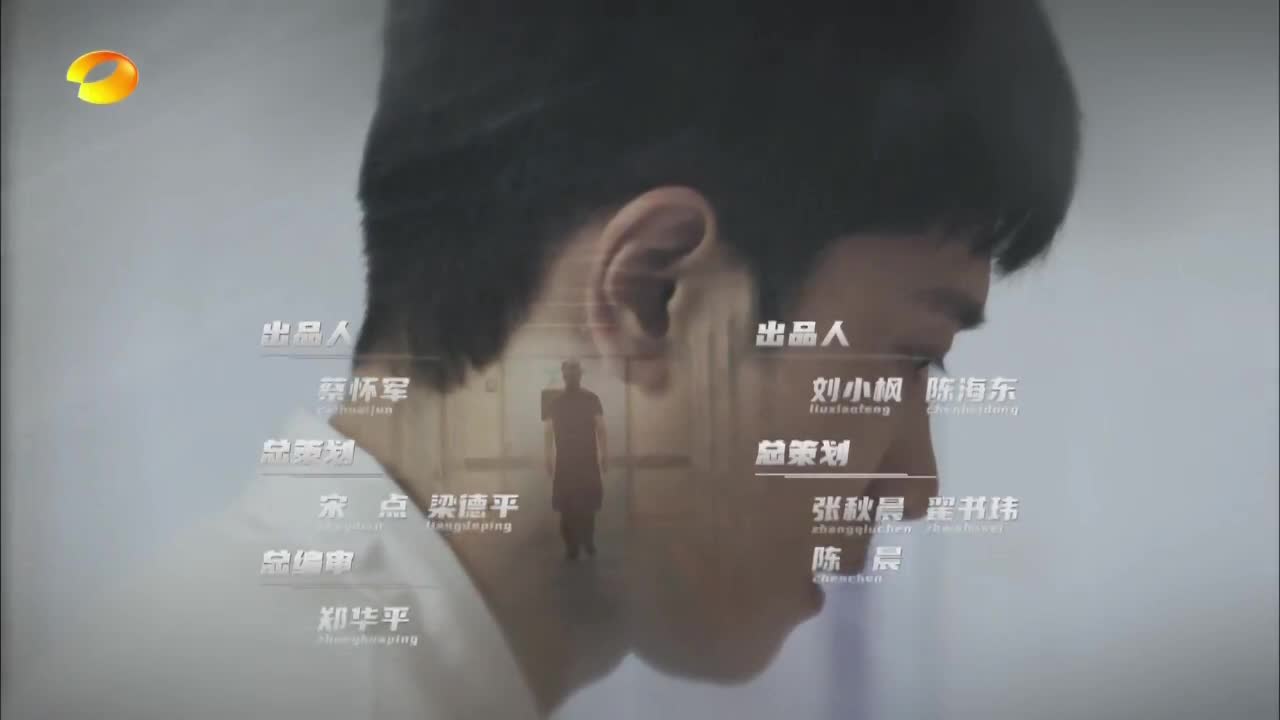 出品人
蔡怀军
caihuaijun
总策划
宋 点 梁德平
songdian liangdeping
总编审
郑华平
zhenghuaping
出品人
刘小枫 陈海东
liuxiaofeng chenhaidong
总策划
张秋晨 翟书玮
zhangqiuchen zhaishuwei
陈 晨
chenchen